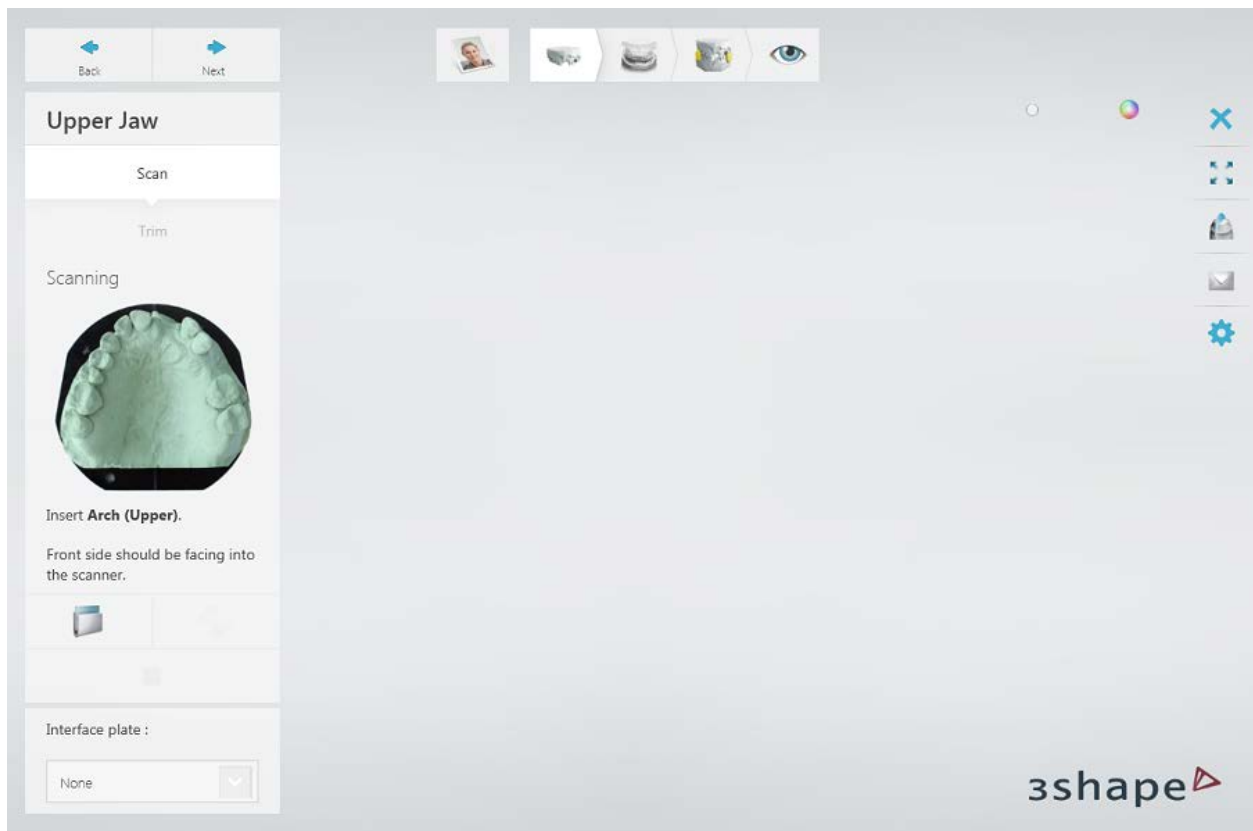 Back
Next
Upper Jaw
Scan
Trim
Scanning
Insert Arch (Upper).
Front side should be facing into
the scanner.
Interface plate :
None
3shape